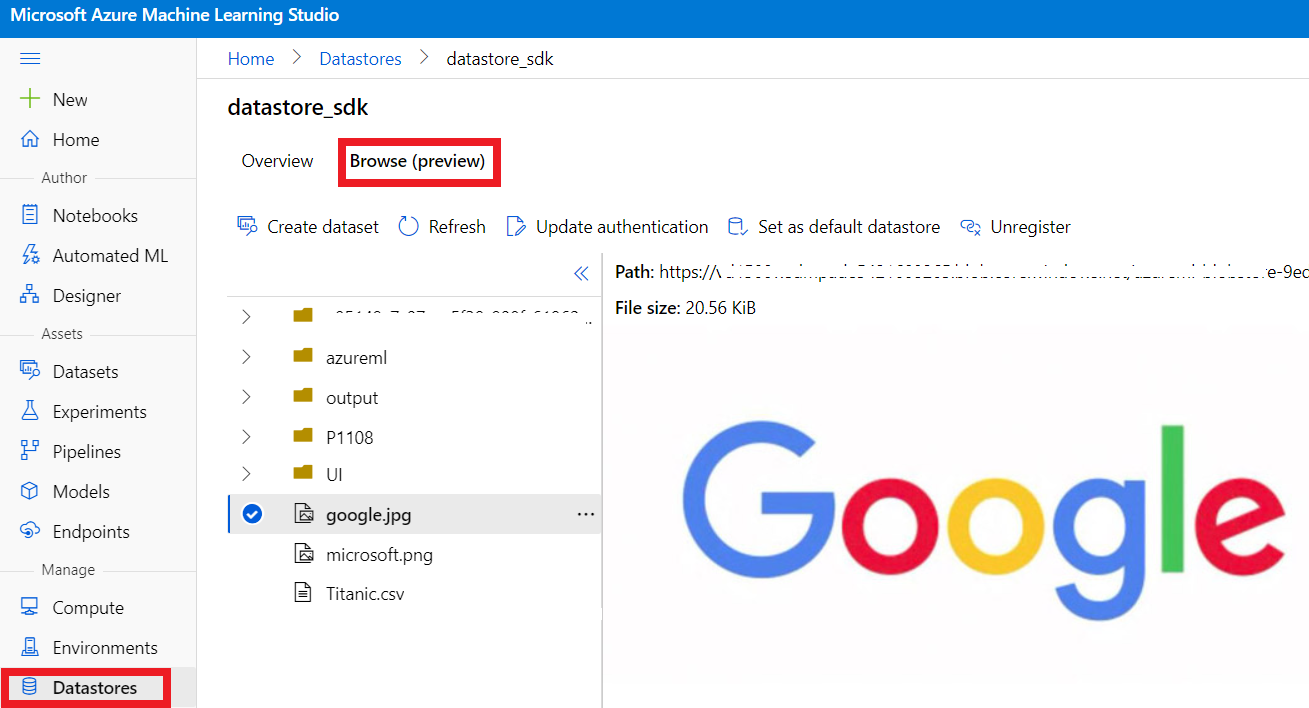 Microsoft Azure Machine Learning Studio
Home > Datastores > datastore_sdk
New
Home
Author
Notebooks
Automated ML
Designer
Assets
Datasets
Experiments
Pipelines
Models
Endpoints
Manage
Compute
Environments
Datastores
datastore_sdk
Overview Browse (preview)
Create dataset Refresh Update authentication Set as default datastore Unregister
azureml
output
P1108
UI
google.jpg ...
microsoft.png
Titanic.csv
Path: https://
File size: 20.56 KiB
Google